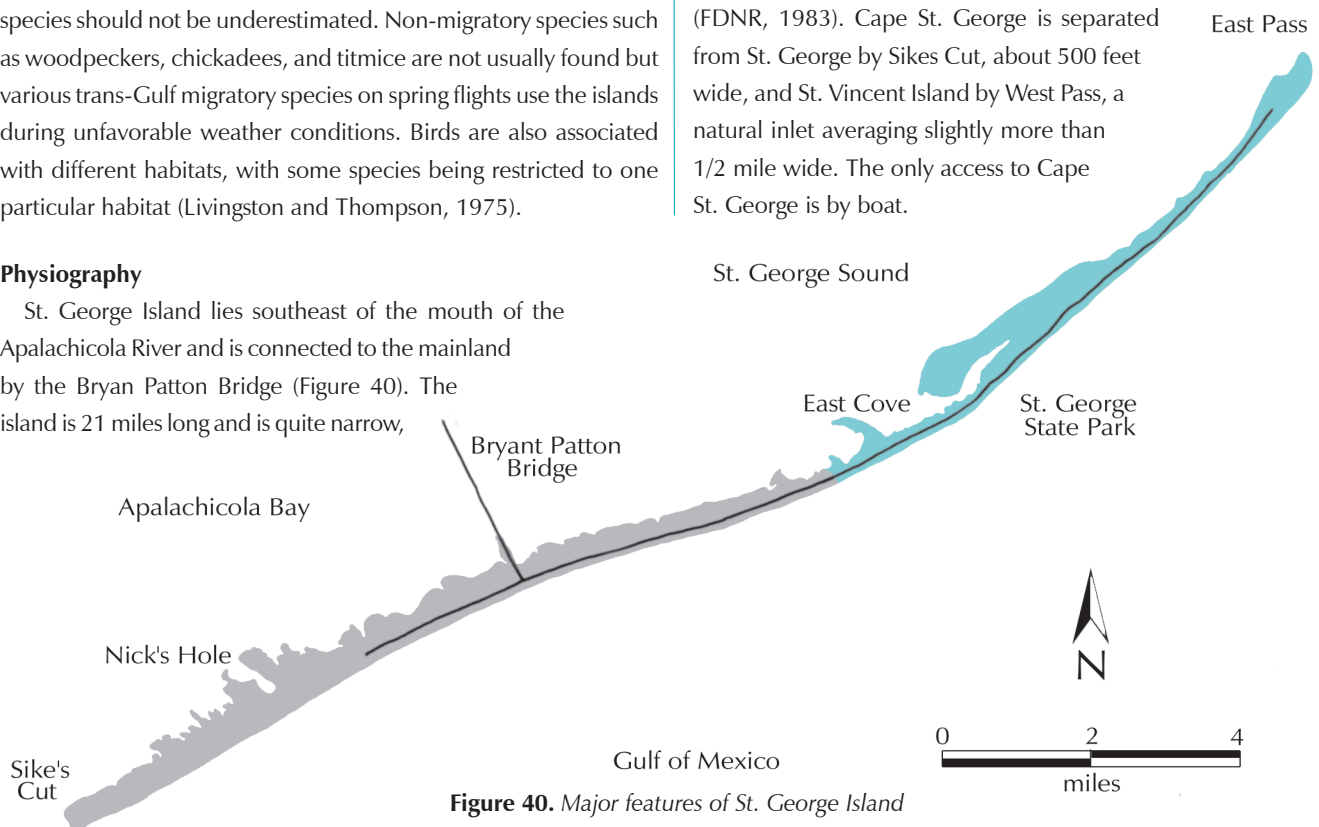 species should not be underestimated. Non-migratory species such
as woodpeckers, chickadees, and titmice are not usually found but
various trans-Gulf migratory species on spring flights use the islands
during unfavorable weather conditions. Birds are also associated
with different habitats, with some species being restricted to one
particular habitat (Livingston and Thompson, 1975).
Physiography
St. George Island lies southeast of the mouth of the
Apalachicola River and is connected to the mainland
by the Bryan Patton Bridge (Figure 40). The
island is 21 miles long and is quite narrow,
(FDNR, 1983). Cape St. George is separated
from St. George by Sikes Cut, about 500 feet
wide, and St. Vincent Island by West Pass, a
natural inlet averaging slightly more than
1/2 mile wide. The only access to Cape
St. George is by boat.
East Pass
St. George Sound
East Cove
St. George
State Park
Bryant Patton
Bridge
Apalachicola Bay
Nick's Hole
Sike's
Cut
Gulf of Mexico
N
0 2 4
miles
Figure 40. Major features of St. George Island